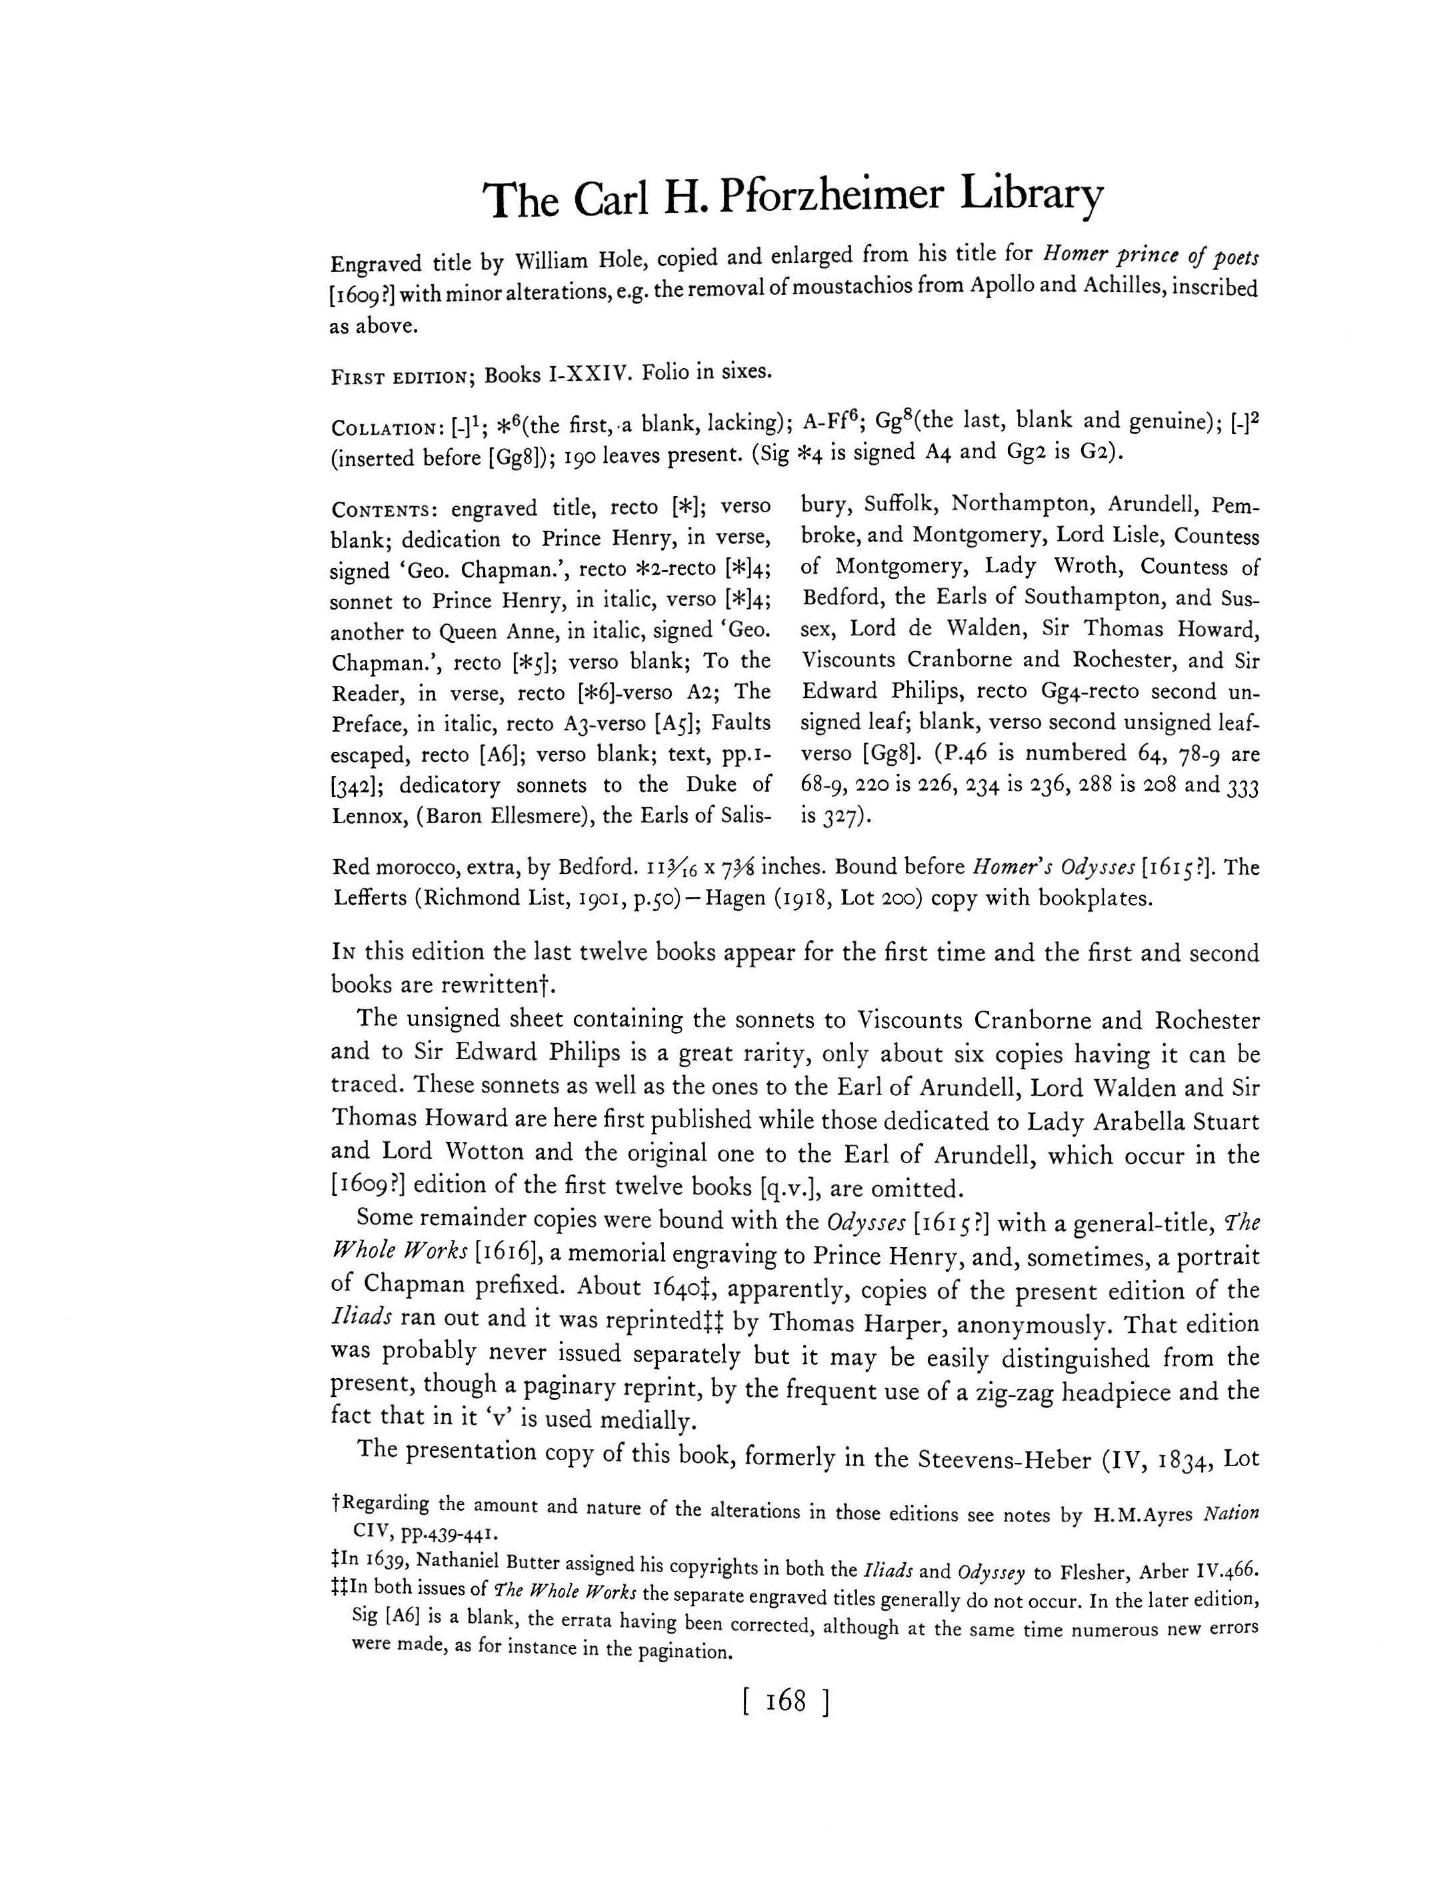 The Carl H. Pforzheimer Library
Engraved title by William Hole, copied and enlarged from his title for Homer prince of poets
[1609?] with minor alterations, e.g. the removal of moustachios from Apollo and Achilles, inscribed
as above.
FIRST EDITION; Books I-XXIV. Folio in sixes.
COLLATION: [-]¹; *⁶(the first, a blank, lacking); A-Ff⁶; Gg⁸(the last, blank and genuine); [-]²
(inserted before [Gg8]); 190 leaves present. (Sig *4 is signed A4 and Gg2 is G2).
CONTENTS: engraved title, recto [*]; verso
blank; dedication to Prince Henry, in verse,
signed ‘Geo. Chapman.’, recto *2-recto [*]4;
sonnet to Prince Henry, in italic, verso [*]4;
another to Queen Anne, in italic, signed ‘Geo.
Chapman.’, recto [*5]; verso blank; To the
Reader, in verse, recto [*6]-verso A2; The
Preface, in italic, recto A3-verso [A5]; Faults
escaped, recto [A6]; verso blank; text, pp.1-
[342]; dedicatory sonnets to the Duke of
Lennox, (Baron Ellesmere), the Earls of Salis-
bury, Suffolk, Northampton, Arundell, Pem-
broke, and Montgomery, Lord Lisle, Countess
of Montgomery, Lady Wroth, Countess of
Bedford, the Earls of Southampton, and Sus-
sex, Lord de Walden, Sir Thomas Howard,
Viscounts Cranborne and Rochester, and Sir
Edward Philips, recto Gg4-recto second un-
signed leaf; blank, verso second unsigned leaf-
verso [Gg8]. (P.46 is numbered 64, 78-9 are
68-9, 220 is 226, 234 is 236, 288 is 208 and 333
is 327).
Red morocco, extra, by Bedford. 11 3/16 x 7 3/8 inches. Bound before Homer's Odysses [1615?]. The
Lefferts (Richmond List, 1901, p.50)—Hagen (1918, Lot 200) copy with bookplates.
IN this edition the last twelve books appear for the first time and the first and second
books are rewritten†.
The unsigned sheet containing the sonnets to Viscounts Cranborne and Rochester
and to Sir Edward Philips is a great rarity, only about six copies having it can be
traced. These sonnets as well as the ones to the Earl of Arundell, Lord Walden and Sir
Thomas Howard are here first published while those dedicated to Lady Arabella Stuart
and Lord Wotton and the original one to the Earl of Arundell, which occur in the
[1609?] edition of the first twelve books [q.v.], are omitted.
Some remainder copies were bound with the Odysses [1615?] with a general-title, The
Whole Works [1616], a memorial engraving to Prince Henry, and, sometimes, a portrait
of Chapman prefixed. About 1640‡, apparently, copies of the present edition of the
Iliads ran out and it was reprinted‡‡ by Thomas Harper, anonymously. That edition
was probably never issued separately but it may be easily distinguished from the
present, though a paginary reprint, by the frequent use of a zig-zag headpiece and the
fact that in it ‘v’ is used medially.
The presentation copy of this book, formerly in the Steevens-Heber (IV, 1834, Lot
†Regarding the amount and nature of the alterations in those editions see notes by H.M.Ayres Nation
CIV, pp.439-441.
‡In 1639, Nathaniel Butter assigned his copyrights in both the Iliads and Odyssey to Flesher, Arber IV.466.
‡‡In both issues of The Whole Works the separate engraved titles generally do not occur. In the later edition,
Sig [A6] is a blank, the errata having been corrected, although at the same time numerous new errors
were made, as for instance in the pagination.
[ 168 ]